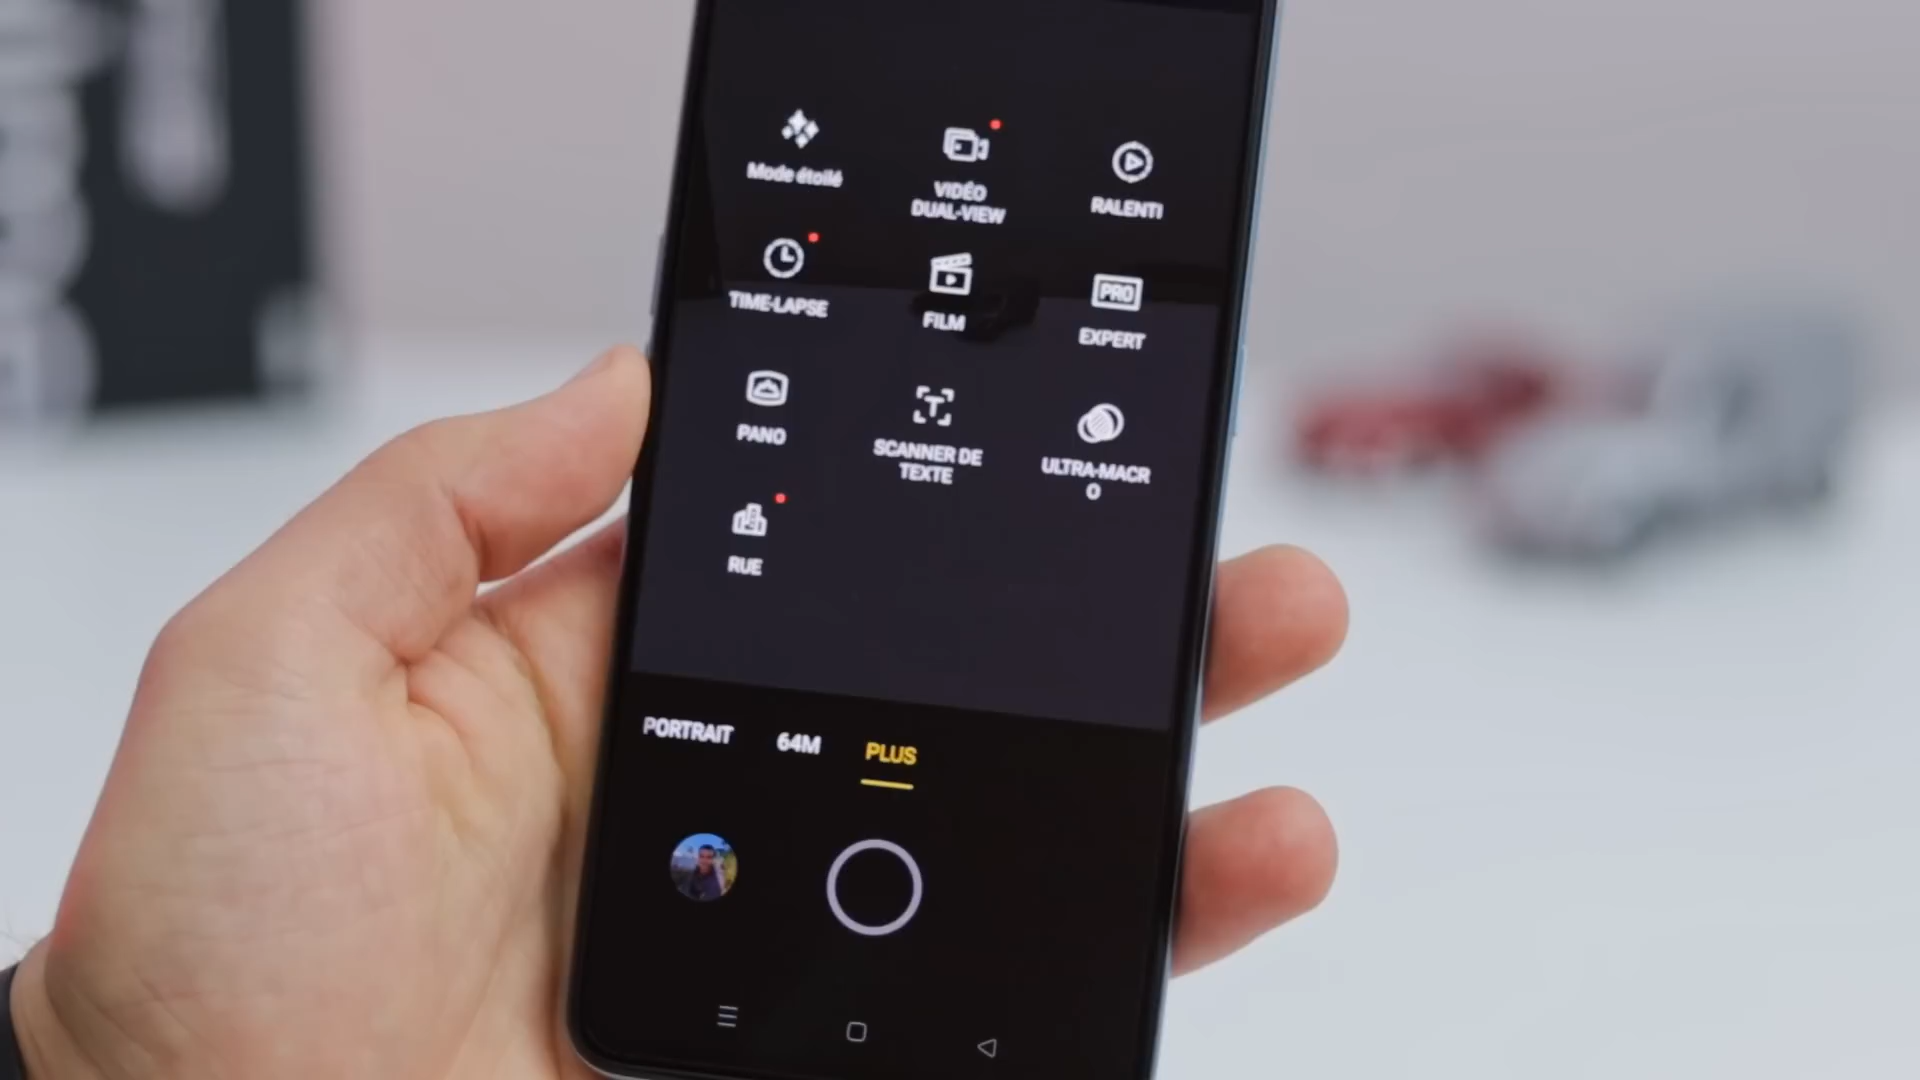 Mode étoilé
VIDÉO
DUAL-VIEW
RALENTI
TIME-LAPSE
FILM
PRO
EXPERT
PANO
T
SCANNER DE
TEXTE
ULTRA-MACR
O
RUE
PORTRAIT
64M
PLUS